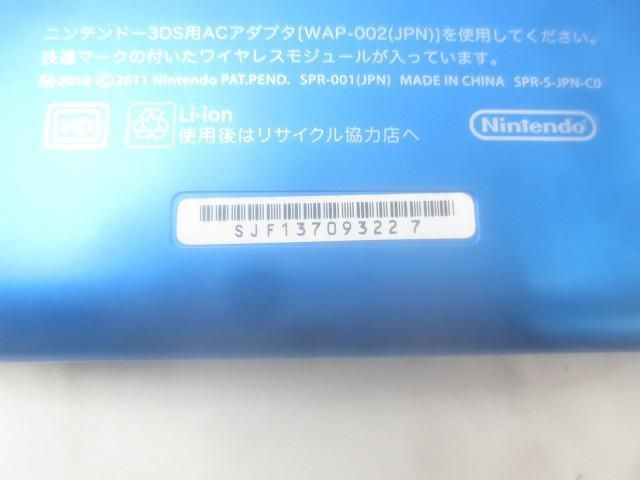 ニンテンドー3DS用ACアダプタ[WAP-002(JPN)]を使用してください。
技適マークの付いたワイヤレスモジュールが入っています。
Ⓜ2010 Ⓒ2011 Nintendo PAT.PEND. SPR-001(JPN) MADE IN CHINA SPR-S-JPN-C0
Li-ion
使用後はリサイクル協力店へ
Nintendo
SJF13709322 7